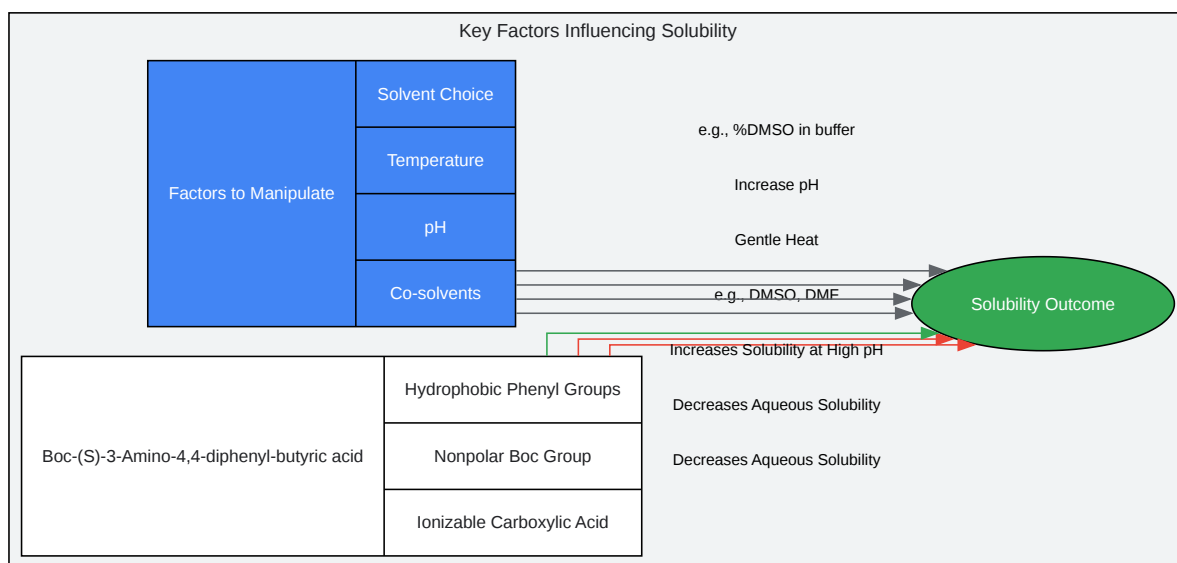 Key Factors Influencing Solubility
Factors to Manipulate
Solvent Choice
Temperature
pH
Co-solvents
e.g., %DMSO in buffer
Increase pH
Gentle Heat
e.g., DMSO, DMF
Solubility Outcome
Increases Solubility at High pH
Decreases Aqueous Solubility
Decreases Aqueous Solubility
Boc-(S)-3-Amino-4,4-diphenyl-butyric acid
Hydrophobic Phenyl Groups
Nonpolar Boc Group
Ionizable Carboxylic Acid